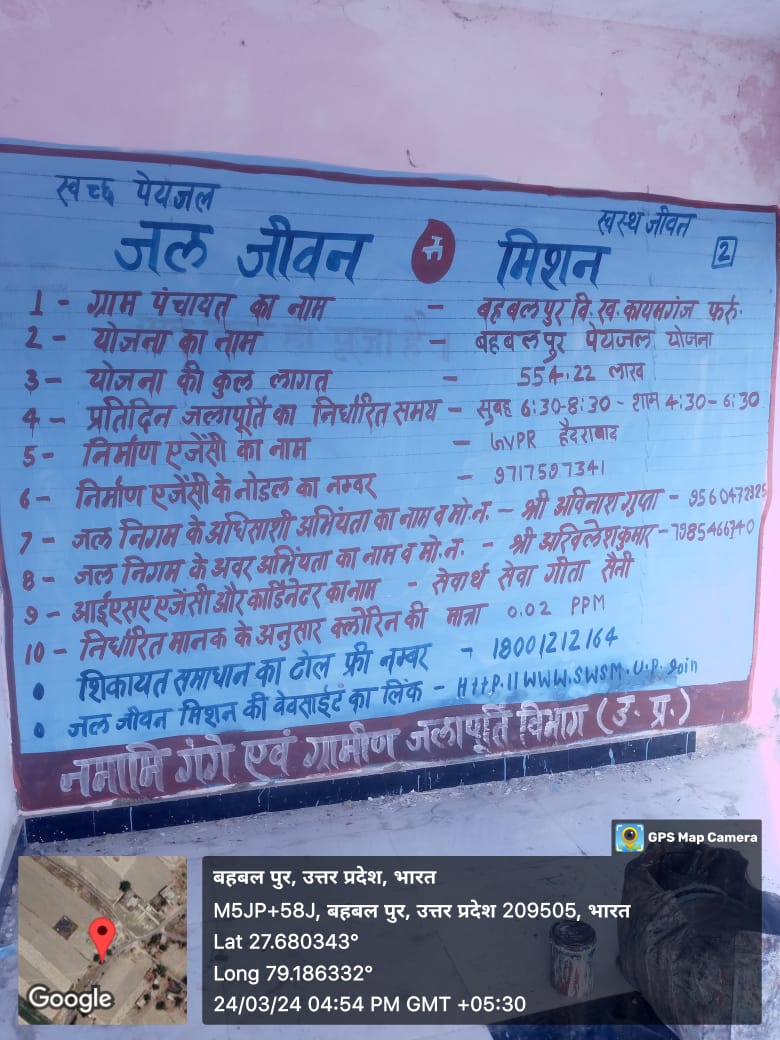 स्वच्छ पेयजल
स्वस्थ जीवन
जल जीवन मिशन
2
1 - ग्राम पंचायत का नाम - बहबलपुर वि.ख. कायमगंज फर्रु.
2 - योजना का नाम - बहबलपुर पेयजल योजना
3 - योजना की कुल लागत - 554.22 लाख
4 - प्रतिदिन जलापूर्ति का निर्धारित समय - सुबह 6:30-8:30 - शाम 4:30-6:30
5 - निर्माण एजेंसी का नाम - GVPR हैदराबाद
6 - निर्माण एजेंसी के नोडल का नम्बर - 9717597341
7 - जल निगम के अधिसाशी अभियंता का नाम व मो.न. - श्री अविनाश गुप्ता -
8 - जल निगम के अवर अभियंता का नाम व मो.न. - श्री अखिलेश कुमार - 7985466740
9 - आईएसए एजेंसी और कार्डिनेटर का नाम - सेवार्थ सेवा गीता सैनी
10 - निर्धारित मानक के अनुसार क्लोरिन की मात्रा 0.02 PPM
• शिकायत समाधान का टोल फ्री नम्बर - 18001212164
• जल जीवन मिशन की वेवसाईट का लिंक - Http.||WWW.SWSM.U.P.
नमामि गंगे एवं ग्रामीण जलापूर्ति विभाग (उ.प्र.)
GPS Map Camera
बहबल पुर, उत्तर प्रदेश, भारत
M5JP+58J, बहबल पुर, उत्तर प्रदेश 209505, भारत
Lat 27.680343°
Long 79.186332°
24/03/24 04:54 PM GMT +05:30
Google